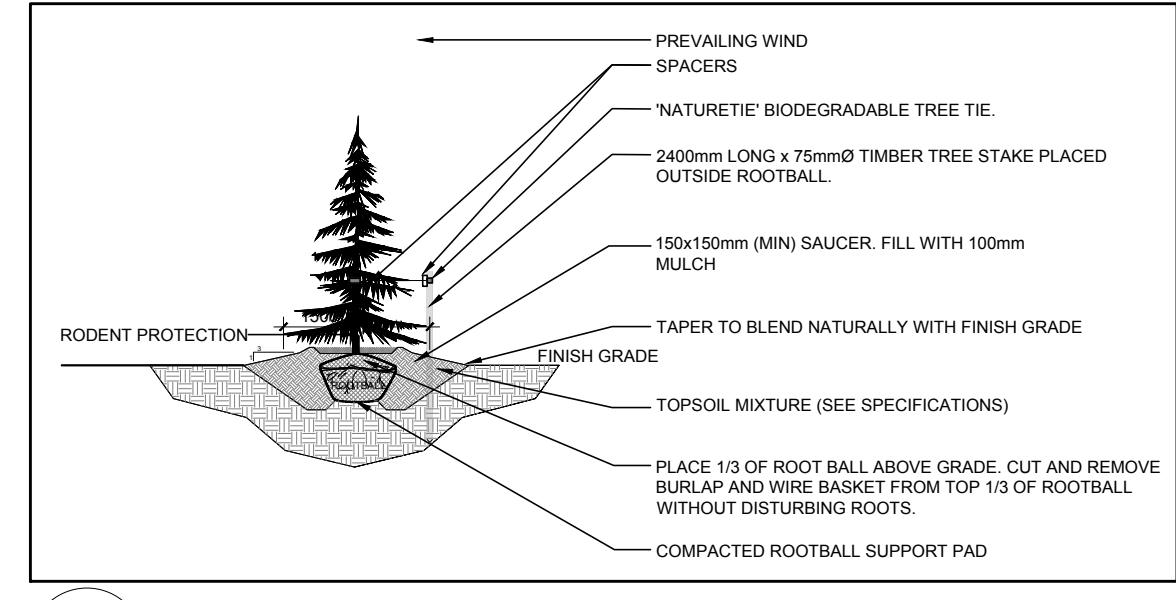 PREVAILING WIND
SPACERS
'NATURETIE' BIODEGRADABLE TREE TIE.
2400mm LONG x 75mmØ TIMBER TREE STAKE PLACED
OUTSIDE ROOTBALL.
150x150mm (MIN) SAUCER. FILL WITH 100mm
MULCH
RODENT PROTECTION
3
1
TAPER TO BLEND NATURALLY WITH FINISH GRADE
FINISH GRADE
ROOTBALL
TOPSOIL MIXTURE (SEE SPECIFICATIONS)
PLACE 1/3 OF ROOT BALL ABOVE GRADE. CUT AND REMOVE
BURLAP AND WIRE BASKET FROM TOP 1/3 OF ROOTBALL
WITHOUT DISTURBING ROOTS.
COMPACTED ROOTBALL SUPPORT PAD